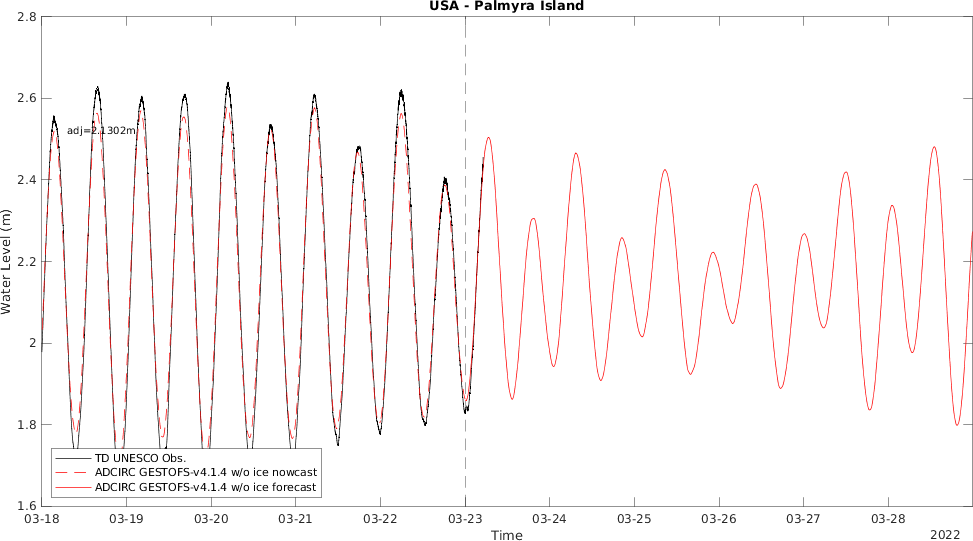 USA - Palmyra Island
2.8
2.6
2.4
2.2
2
1.8
1.6
Water Level (m)
adj=2.1302m
TD UNESCO Obs.
ADCIRC GESTOFS-v4.1.4 w/o ice nowcast
ADCIRC GESTOFS-v4.1.4 w/o ice forecast
03-18 03-19 03-20 03-21 03-22 03-23 03-24 03-25 03-26 03-27 03-28
Time
2022